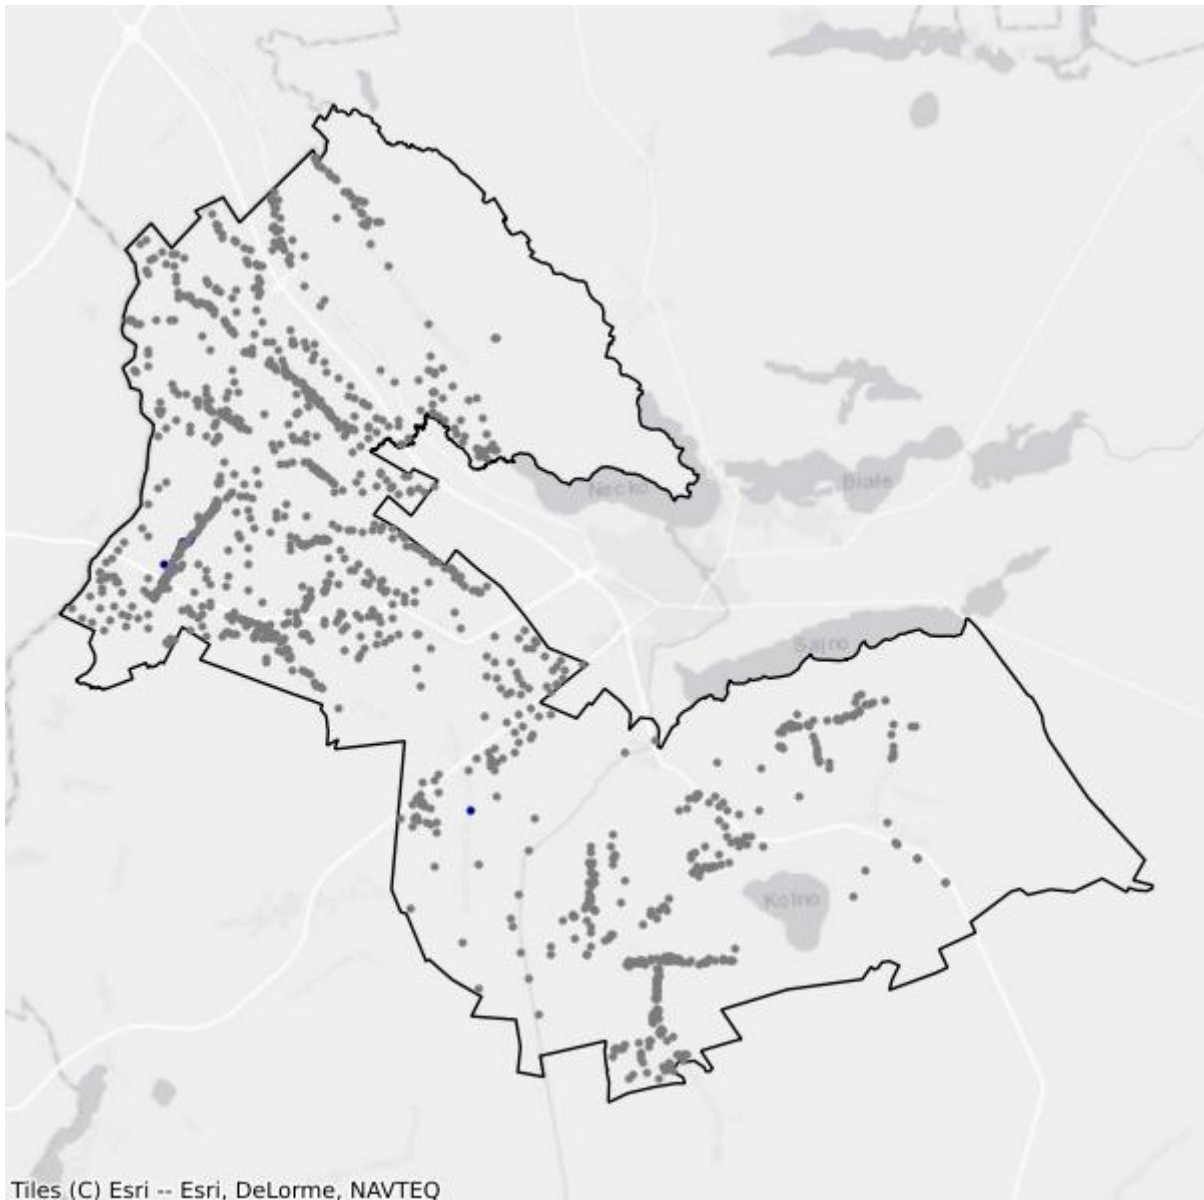 Necko
Białe
Sajno
Kolno
Tiles (C) Esri -- Esri, DeLorme, NAVTEQ